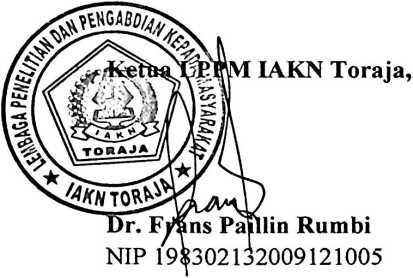 LEMBAGA PENELITIAN DAN PENGABDIAN KEPADA MASYARAKAT
IAKN
TORAJA
IAKN TORAJA
Ketua LPPM IAKN Toraja,
Dr. Frans Paillin Rumbi
NIP 198302132009121005